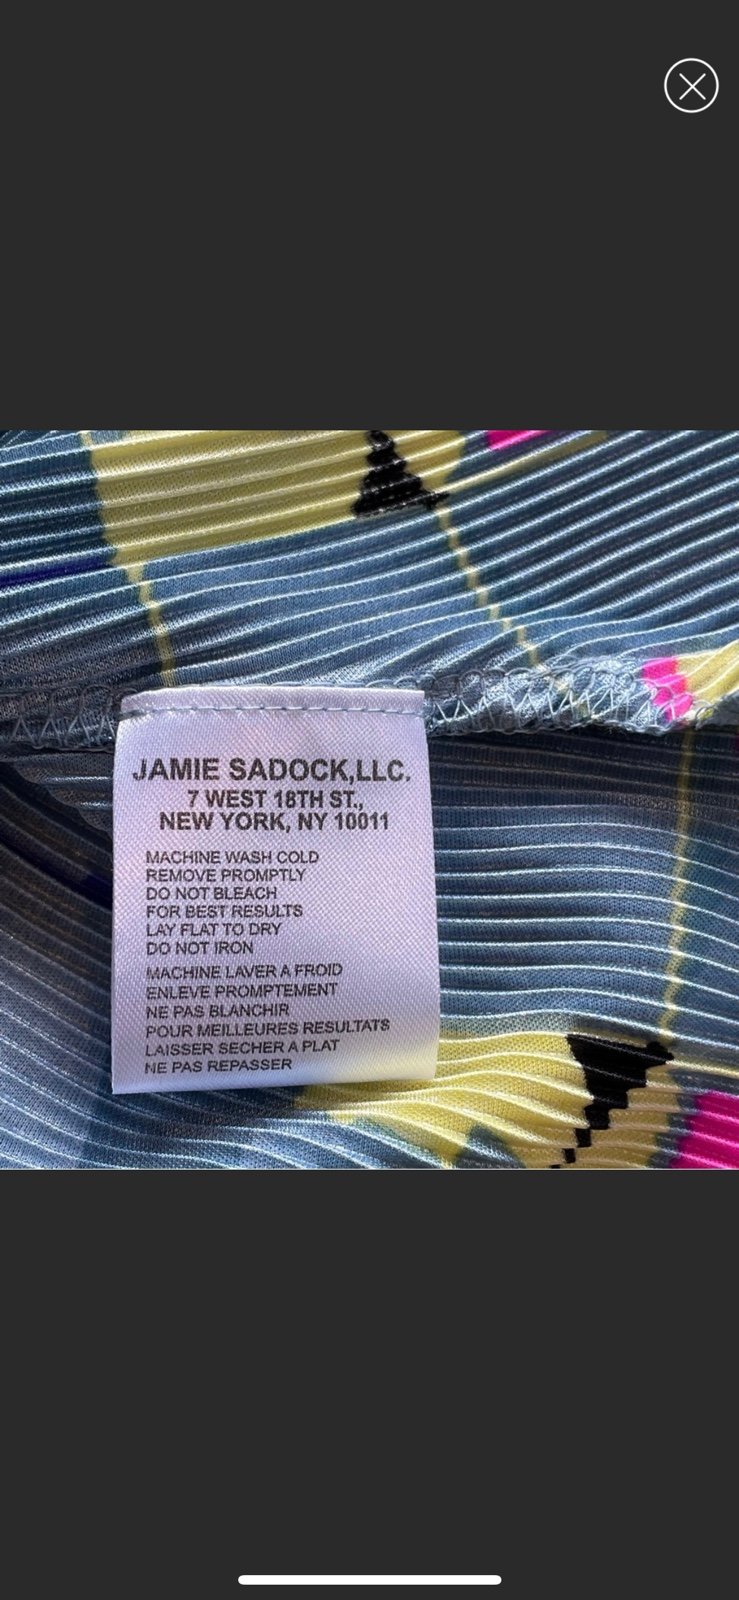 JAMIE SADOCK,LLC.
7 WEST 18TH ST.,
NEW YORK, NY 10011
MACHINE WASH COLD
REMOVE PROMPTLY
DO NOT BLEACH
FOR BEST RESULTS
LAY FLAT TO DRY
DO NOT IRON
MACHINE LAVER A FROID
ENLEVE PROMPTEMENT
NE PAS BLANCHIR
POUR MEILLEURES RESULTATS
LAISSER SECHER A PLAT
NE PAS REPASSER